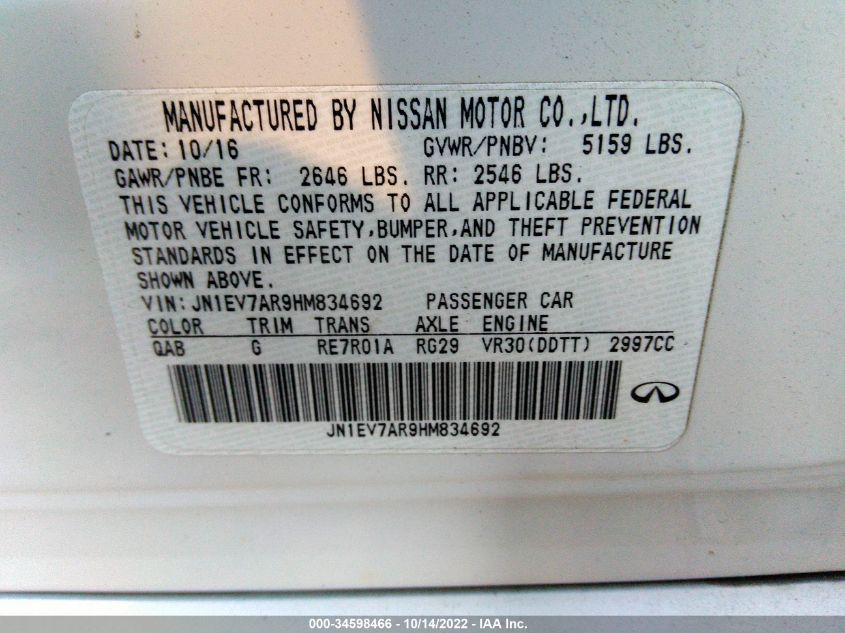 MANUFACTURED BY NISSAN MOTOR CO.,LTD.
DATE: 10/16 GVWR/PNBV: 5159 LBS.
GAWR/PNBE FR: 2646 LBS. RR: 2546 LBS.
THIS VEHICLE CONFORMS TO ALL APPLICABLE FEDERAL
MOTOR VEHICLE SAFETY,BUMPER,AND THEFT PREVENTION
STANDARDS IN EFFECT ON THE DATE OF MANUFACTURE
SHOWN ABOVE.
VIN: JN1EV7AR9HM834692 PASSENGER CAR
COLOR TRIM TRANS AXLE ENGINE
QAB G RE7R01A RG29 VR30(DDTT) 2997CC
JN1EV7AR9HM834692
000-34598466 - 10/14/2022 - IAA Inc.